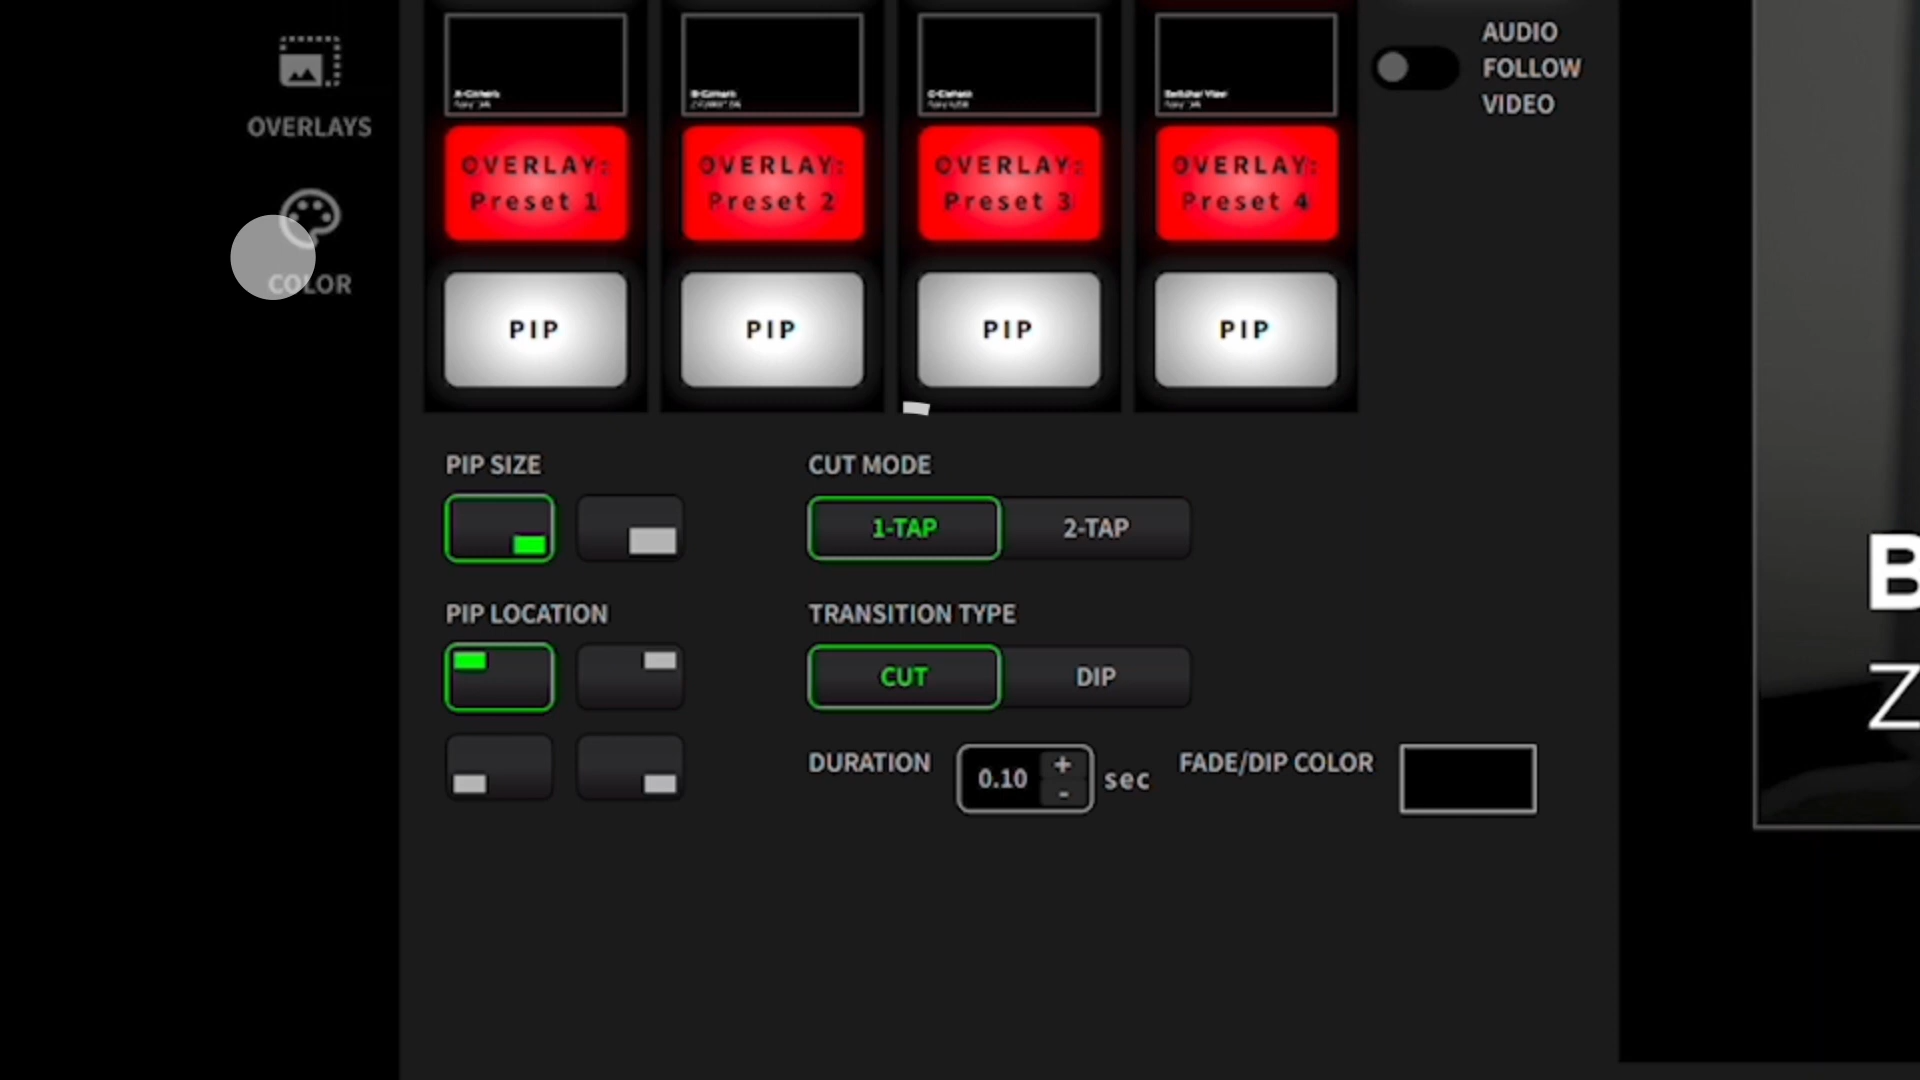 OVERLAYS
COLOR
AUDIO
FOLLOW
VIDEO
OVERLAY:
Preset 1
OVERLAY:
Preset 2
OVERLAY:
Preset 3
OVERLAY:
Preset 4
PIP
PIP
PIP
PIP
PIP SIZE
CUT MODE
1-TAP
2-TAP
PIP LOCATION
TRANSITION TYPE
CUT
DIP
DURATION
0.10
+
-
sec
FADE/DIP COLOR
B
Z